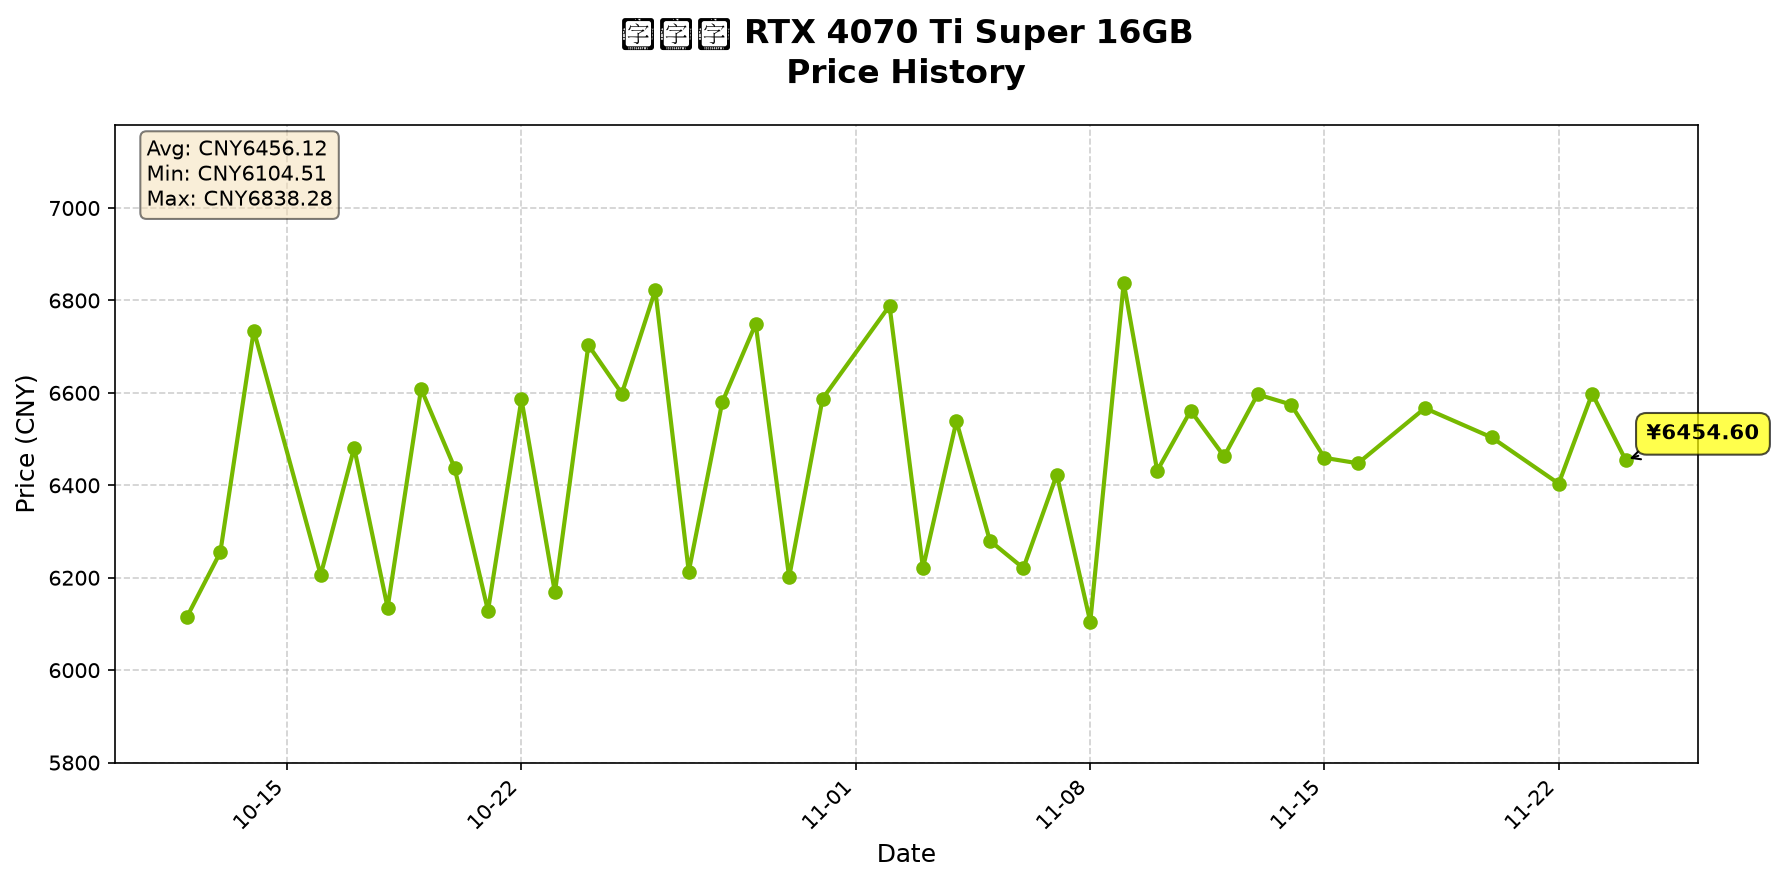 RTX 4070 Ti Super 16GB
Price History
Avg: CNY6456.12
Min: CNY6104.51
Max: CNY6838.28
7000
6800
6600
6400
6200
6000
5800
Price (CNY)
¥6454.60
10-15
10-22
11-01
11-08
11-15
11-22
Date